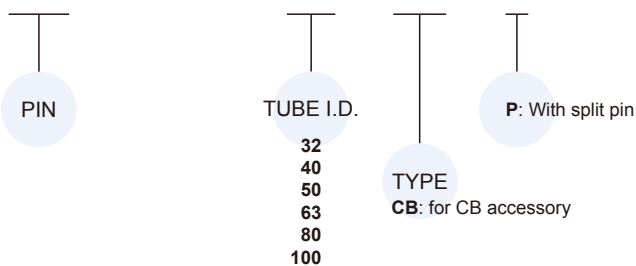 PIN
TUBE I.D.
32
40
50
63
80
100
TYPE
CB: for CB accessory
P: With split pin